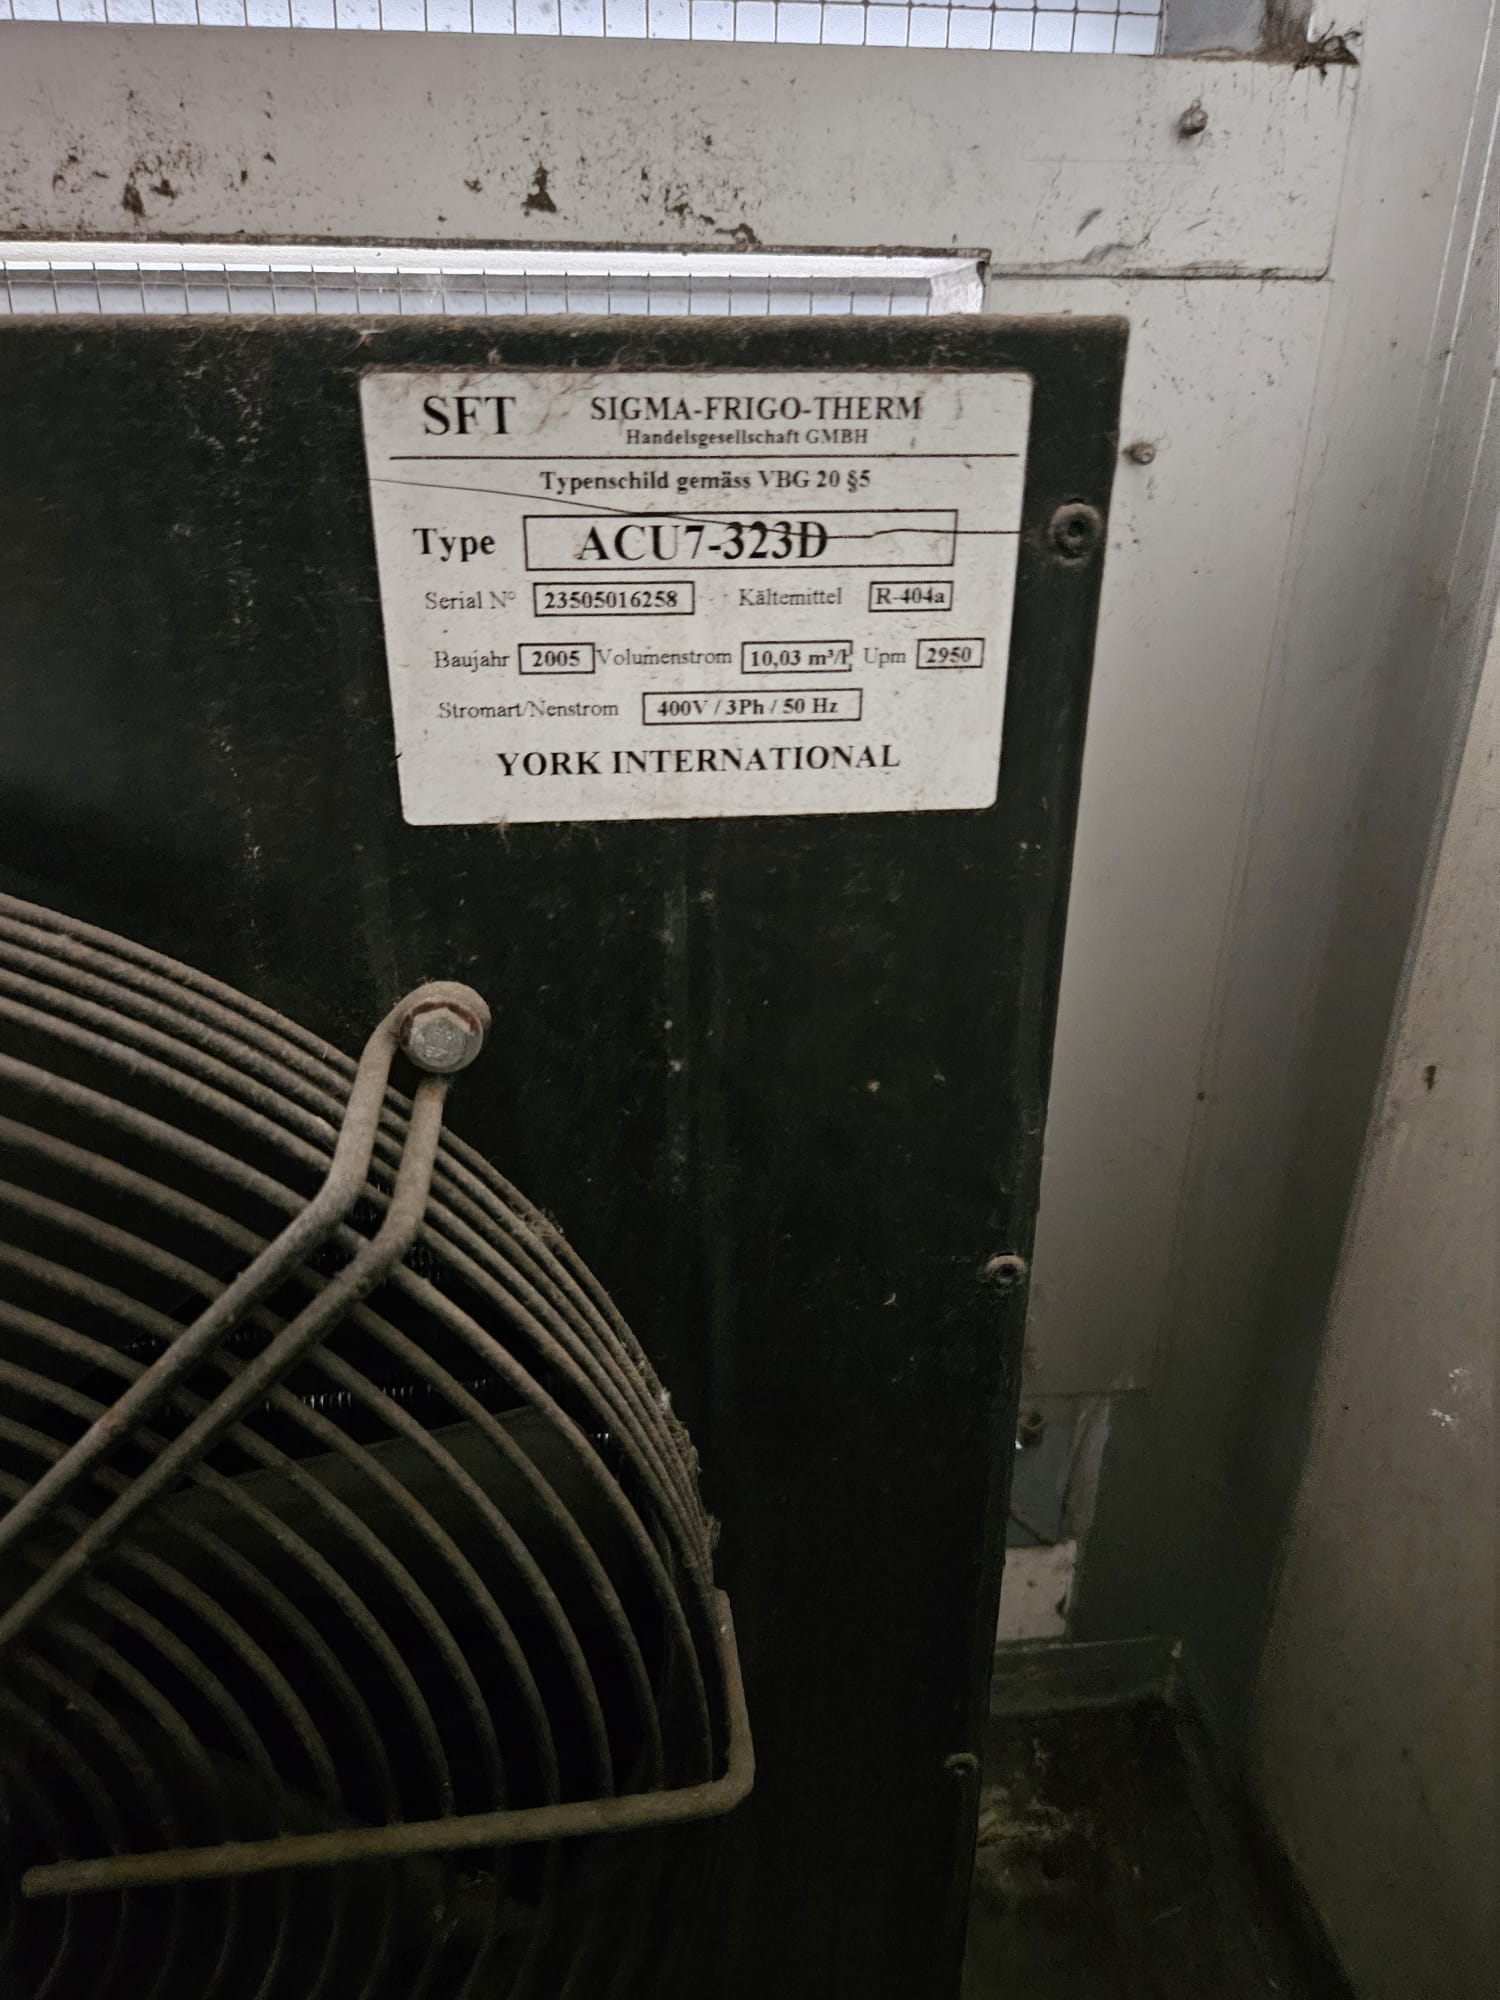 SFT SIGMA-FRIGO-THERM
Handelsgesellschaft GMBH
Typenschild gemäss VBG 20 §5
Type ACU7-323D
Serial N° 23505016258 Kältemittel R-404a
Baujahr 2005 Volumenstrom 10,03 m³/h Upm 2950
Stromart/Nenstrom 400V / 3Ph / 50 Hz
YORK INTERNATIONAL